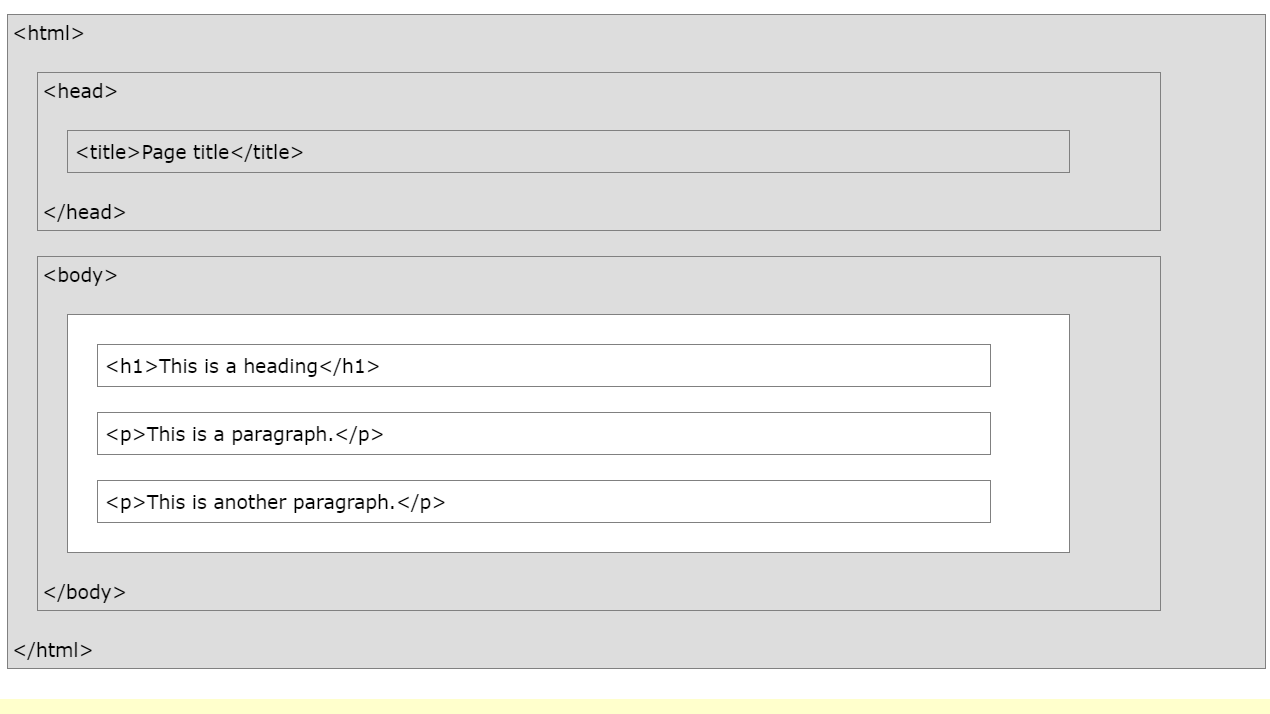 <html>
<head>
<title>Page title</title>
</head>
<body>
<h1>This is a heading</h1>
<p>This is a paragraph.</p>
<p>This is another paragraph.</p>
</body>
</html>